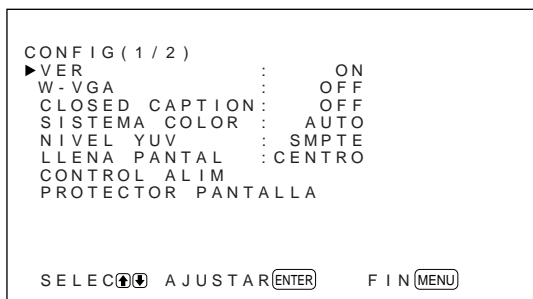 CONFIG(1/2)
▶VER : ON
W-VGA : OFF
CLOSED CAPTION: OFF
SISTEMA COLOR : AUTO
NIVEL YUV : SMPTE
LLENA PANTAL :CENTRO
CONTROL ALIM
PROTECTOR PANTALLA
SELEC⬆⬇ AJUSTAR ENTER FIN MENU